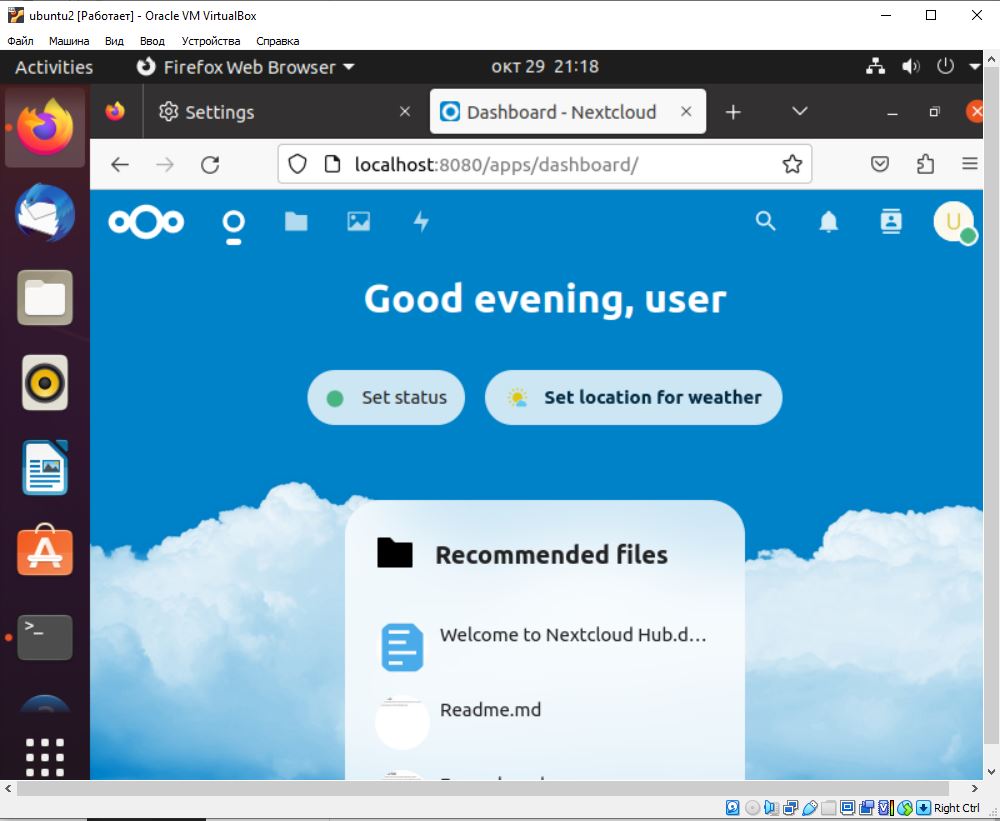 ubuntu2 [Работает] - Oracle VM VirtualBox
Файл Машина Вид Ввод Устройства Справка
Activities Firefox Web Browser окт 29 21:18
Settings Dashboard - Nextcloud
localhost:8080/apps/dashboard/
U
Good evening, user
Set status Set location for weather
Recommended files
Welcome to Nextcloud Hub.d...
Readme.md
Right Ctrl